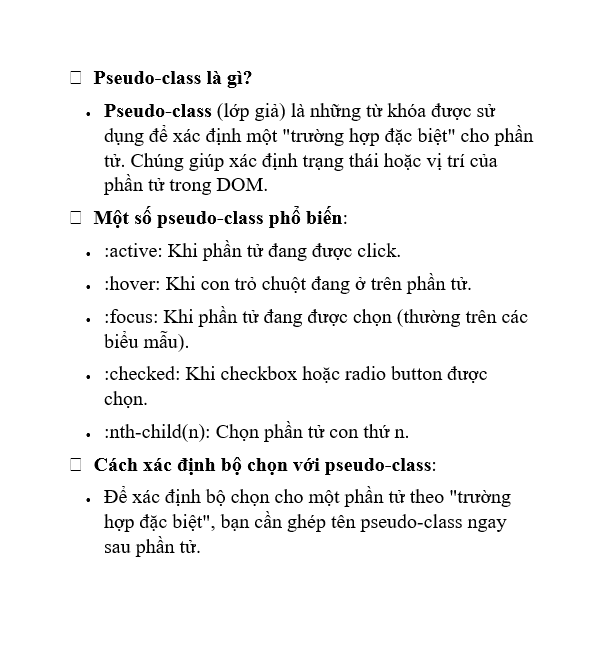 Pseudo-class là gì?
Pseudo-class (lớp giả) là những từ khóa được sử
dụng để xác định một "trường hợp đặc biệt" cho phần
tử. Chúng giúp xác định trạng thái hoặc vị trí của
phần tử trong DOM.
Một số pseudo-class phổ biến:
:active: Khi phần tử đang được click.
:hover: Khi con trỏ chuột đang ở trên phần tử.
:focus: Khi phần tử đang được chọn (thường trên các
biểu mẫu).
:checked: Khi checkbox hoặc radio button được
chọn.
:nth-child(n): Chọn phần tử con thứ n.
Cách xác định bộ chọn với pseudo-class:
Để xác định bộ chọn cho một phần tử theo "trường
hợp đặc biệt", bạn cần ghép tên pseudo-class ngay
sau phần tử.